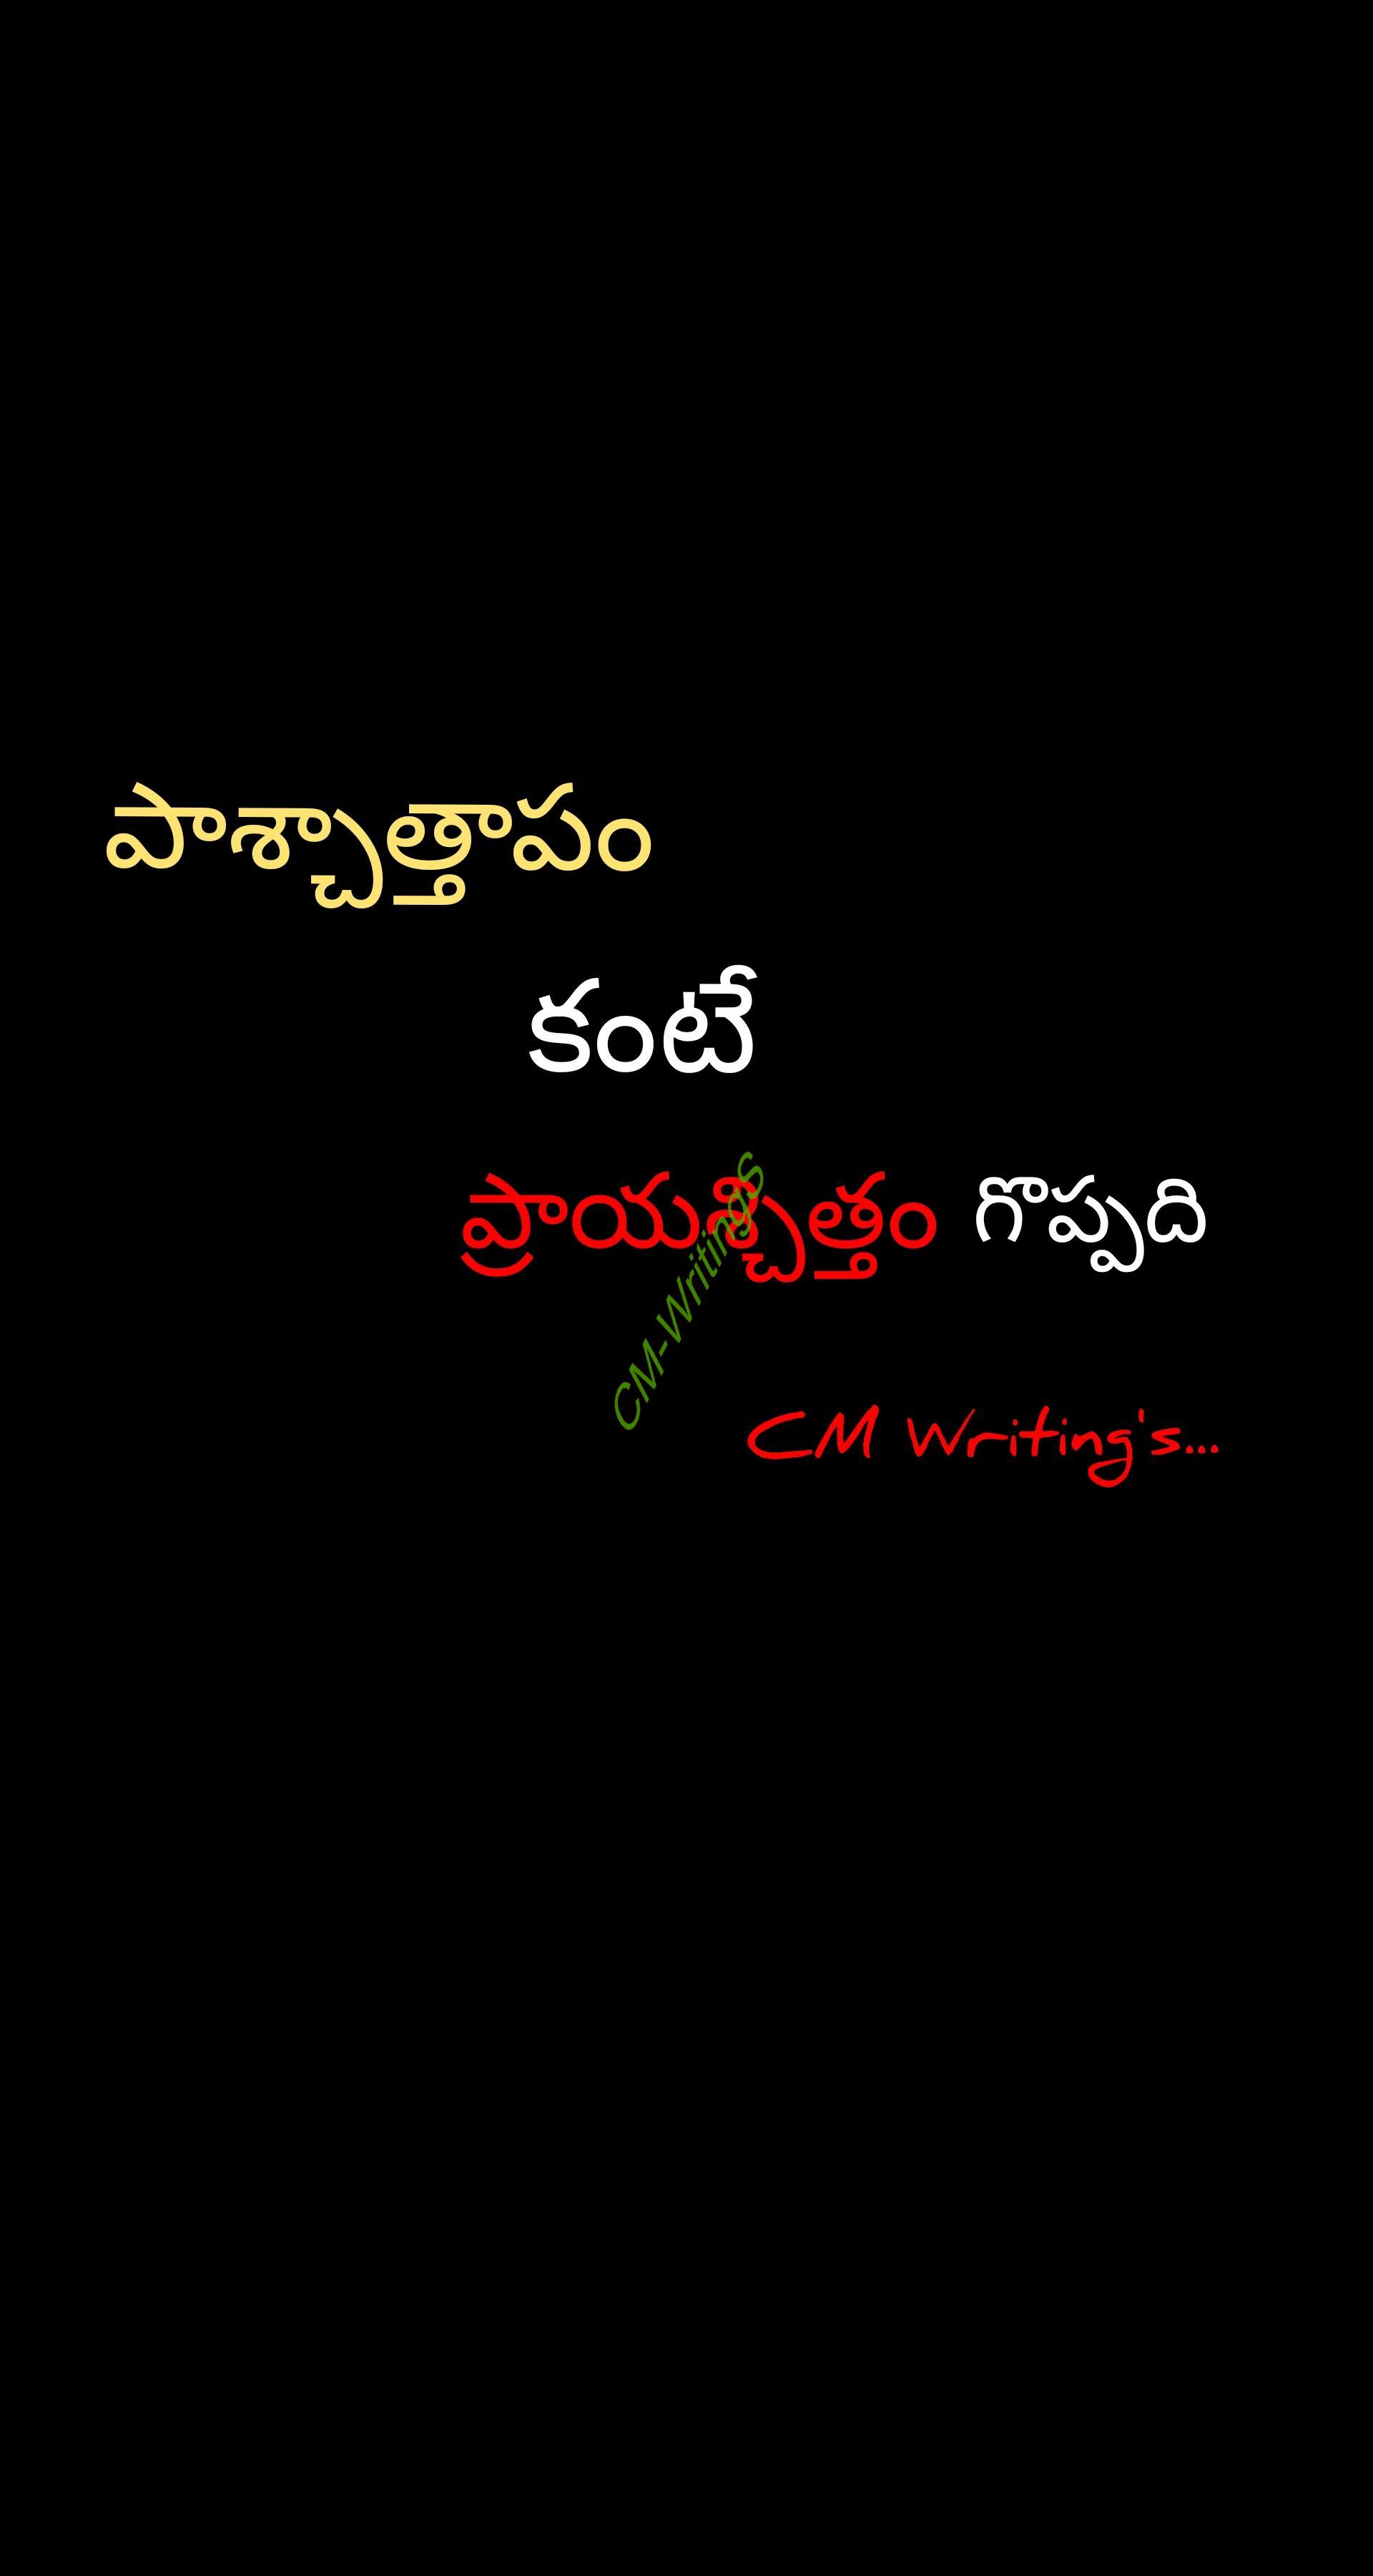 పాశ్చాత్తాపం
కంటే
ప్రాయశ్చిత్తం గొప్పది
CM-Writings
CM Writing's...